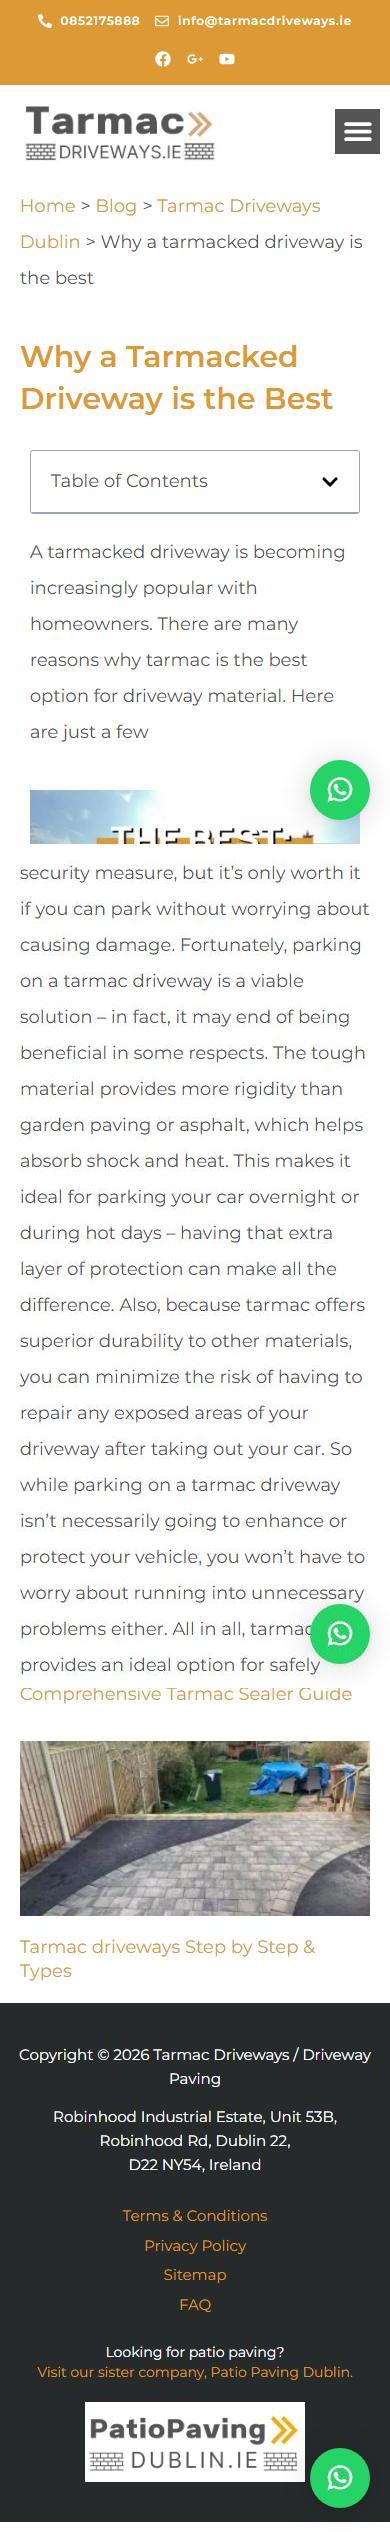 0852175888 info@tarmacdriveways.ie
Tarmac
DRIVEWAYS.IE
Home > Blog > Tarmac Driveways
Dublin > Why a tarmacked driveway is
the best
Why a Tarmacked
Driveway is the Best
Table of Contents
A tarmacked driveway is becoming
increasingly popular with
homeowners. There are many
reasons why tarmac is the best
option for driveway material. Here
are just a few
THE BEST:
security measure, but it’s only worth it
if you can park without worrying about
causing damage. Fortunately, parking
on a tarmac driveway is a viable
solution – in fact, it may end of being
beneficial in some respects. The tough
material provides more rigidity than
garden paving or asphalt, which helps
absorb shock and heat. This makes it
ideal for parking your car overnight or
during hot days – having that extra
layer of protection can make all the
difference. Also, because tarmac offers
superior durability to other materials,
you can minimize the risk of having to
repair any exposed areas of your
driveway after taking out your car. So
while parking on a tarmac driveway
isn’t necessarily going to enhance or
protect your vehicle, you won’t have to
worry about running into unnecessary
problems either. All in all, tarmac
provides an ideal option for safely
Comprehensive Tarmac Sealer Guide
Tarmac driveways Step by Step &
Types
Copyright © 2026 Tarmac Driveways / Driveway
Paving
Robinhood Industrial Estate, Unit 53B,
Robinhood Rd, Dublin 22,
D22 NY54, Ireland
Terms & Conditions
Privacy Policy
Sitemap
FAQ
Looking for patio paving?
Visit our sister company, Patio Paving Dublin.
PatioPaving
DUBLIN.IE